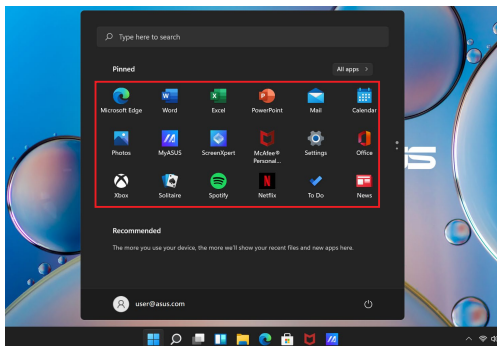 Type here to search
Pinned
All apps >
Microsoft Edge Word Excel PowerPoint Mail Calendar
Photos MyASUS ScreenXpert McAfee® Settings Office
Personal...
Xbox Solitaire Spotify Netflix To Do News
Recommended
The more you use your device, the more we'll show your recent files and new apps here.
user@asus.com